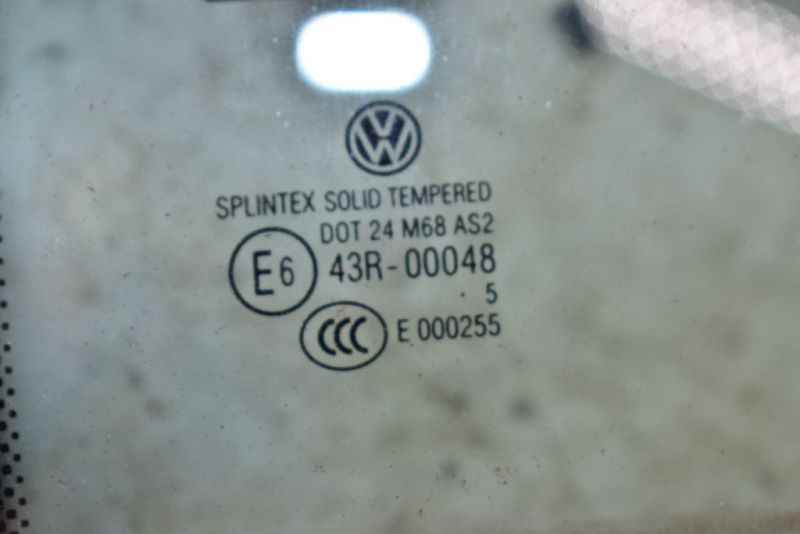 SPLINTEX SOLID TEMPERED
DOT 24 M68 AS2
E6 43R-00048
. 5
CCC E 000255